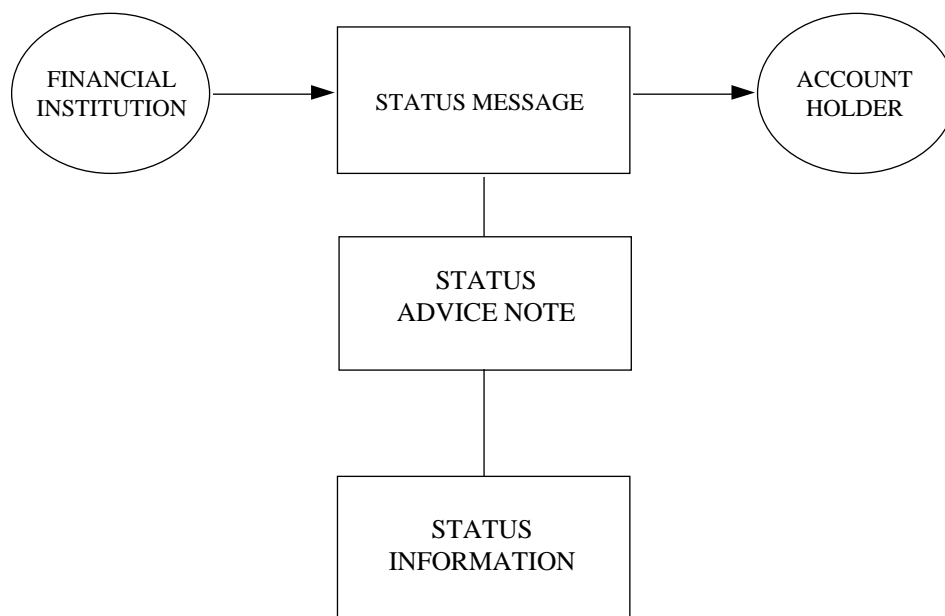 FINANCIAL
INSTITUTION
STATUS MESSAGE
ACCOUNT
HOLDER
STATUS
ADVICE NOTE
STATUS
INFORMATION